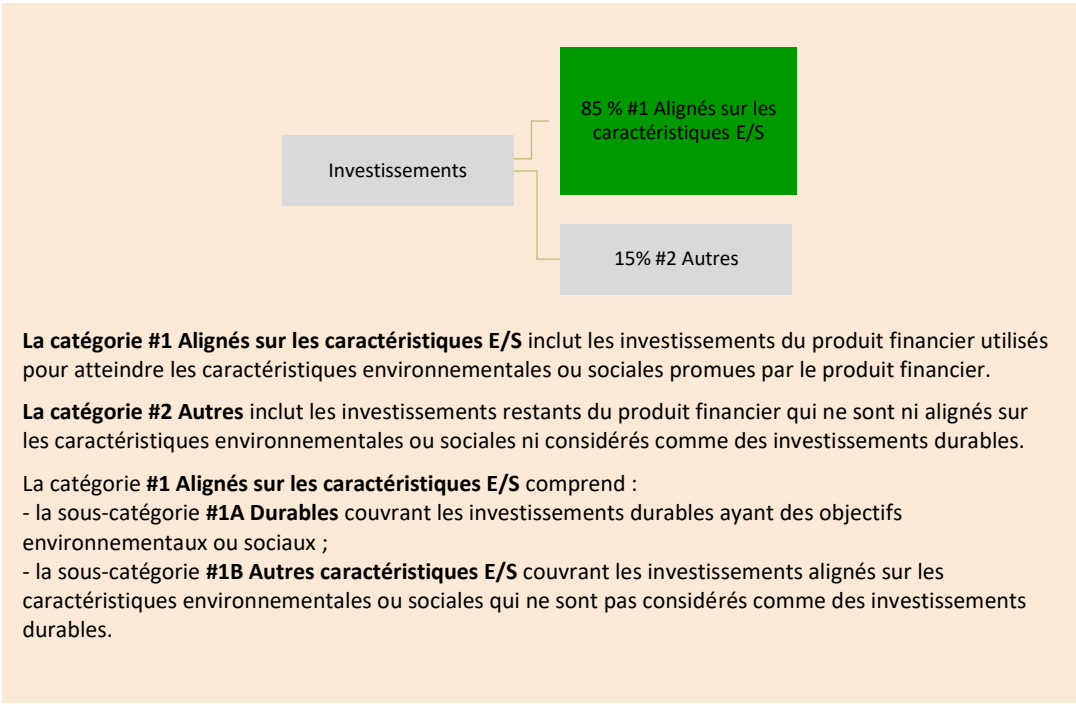 85 % #1 Alignés sur les
caractéristiques E/S
Investissements
15% #2 Autres
La catégorie #1 Alignés sur les caractéristiques E/S inclut les investissements du produit financier utilisés
pour atteindre les caractéristiques environnementales ou sociales promues par le produit financier.
La catégorie #2 Autres inclut les investissements restants du produit financier qui ne sont ni alignés sur
les caractéristiques environnementales ou sociales ni considérés comme des investissements durables.
La catégorie #1 Alignés sur les caractéristiques E/S comprend :
- la sous-catégorie #1A Durables couvrant les investissements durables ayant des objectifs
environnementaux ou sociaux ;
- la sous-catégorie #1B Autres caractéristiques E/S couvrant les investissements alignés sur les
caractéristiques environnementales ou sociales qui ne sont pas considérés comme des investissements
durables.